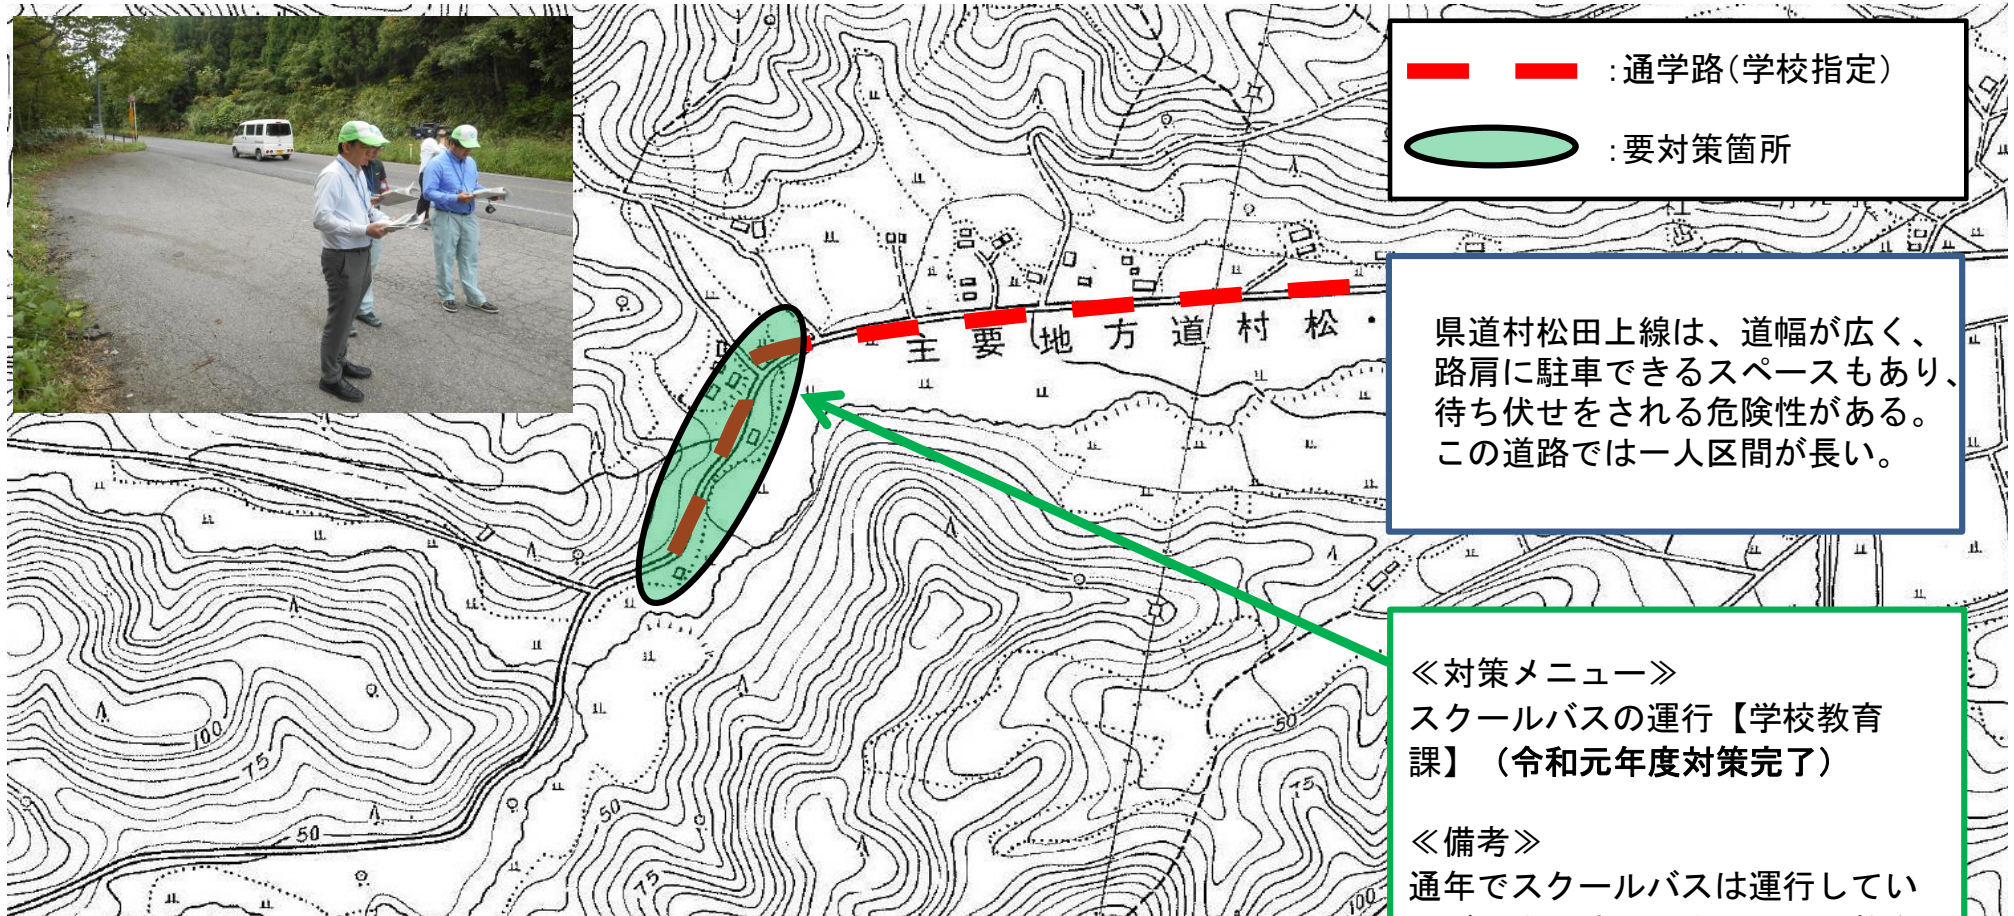 :通学路(学校指定)
:要対策箇所
主要地方道村松・
県道村松田上線は、道幅が広く、
路肩に駐車できるスペースもあり、
待ち伏せをされる危険性がある。
この道路では一人区間が長い。
≪対策メニュー≫
スクールバスの運行【学校教育
課】（令和元年度対策完了）
≪備考≫
通年でスクールバスは運行してい
100
75
50
50
75
50
75
100